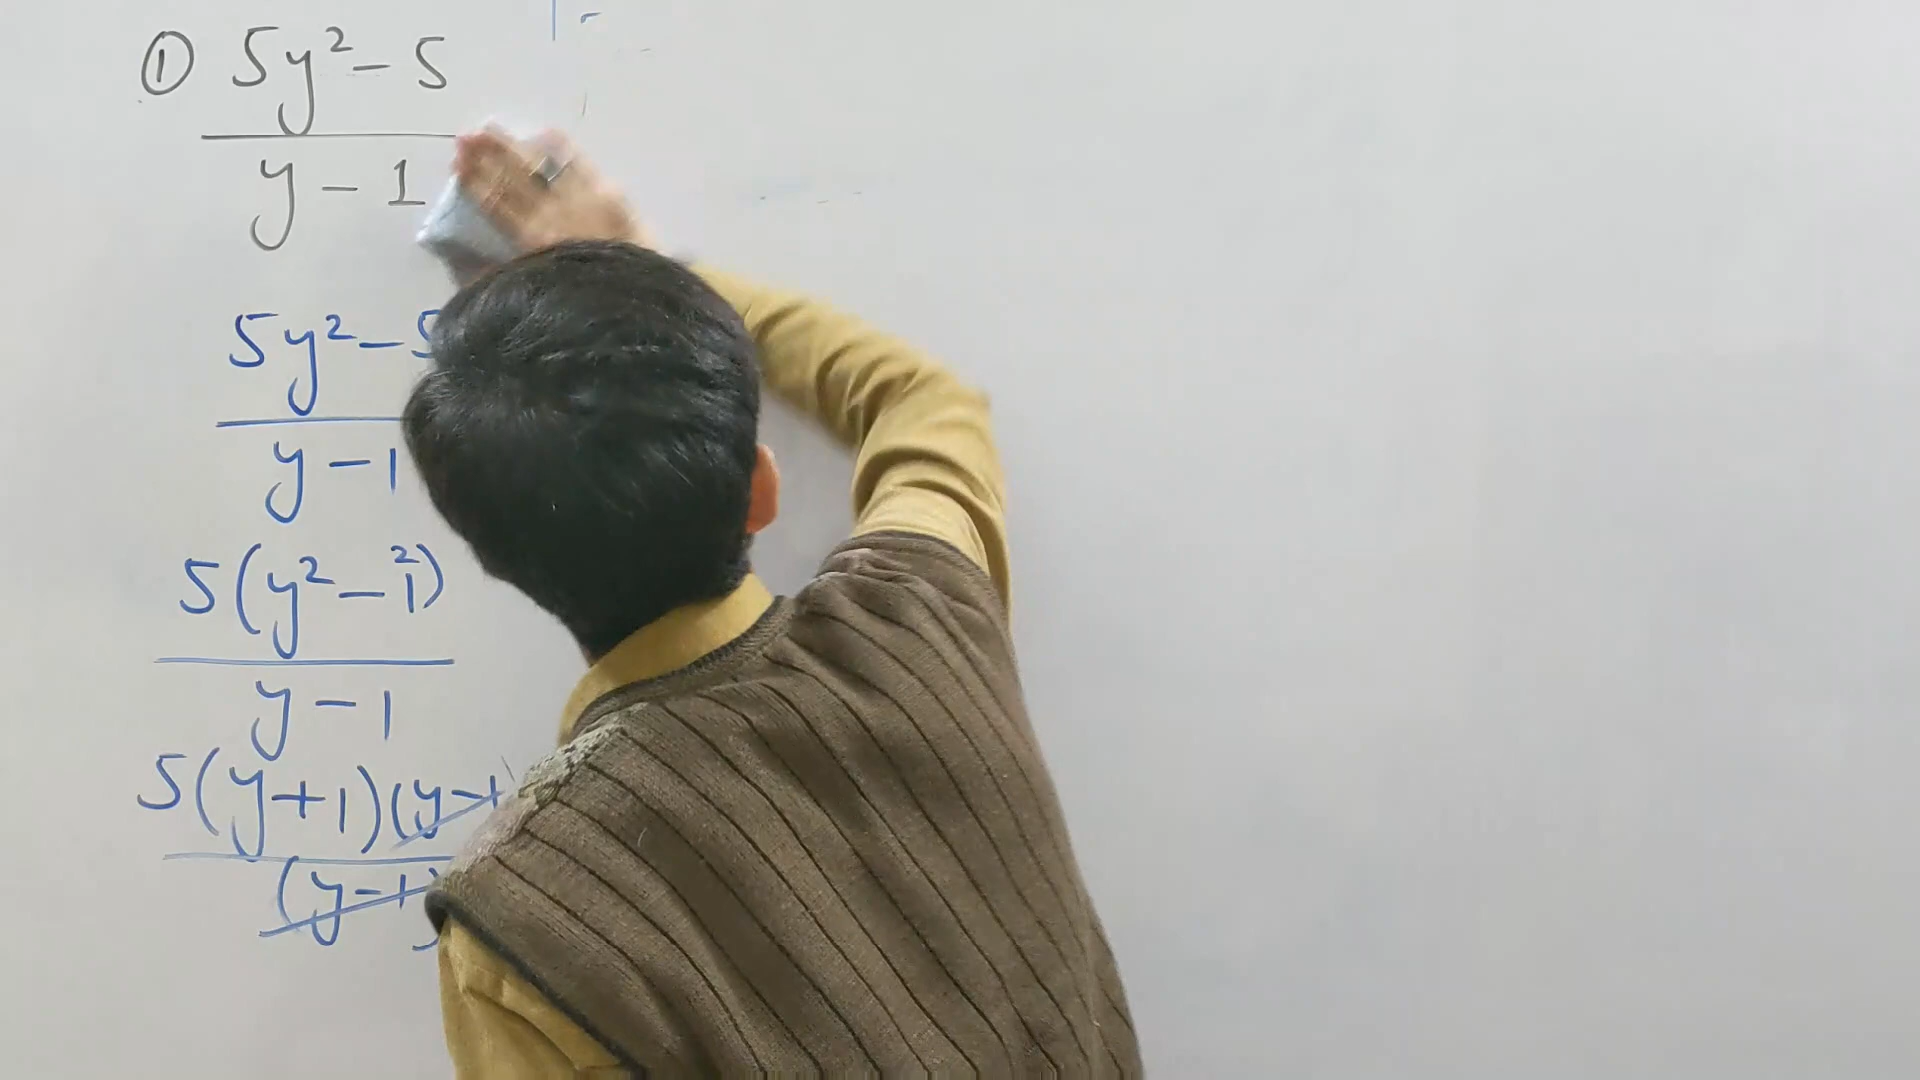 ① 5y² - 5
y - 1
5y² - 5
y - 1
5(y² - 1²)
y - 1
5(y+1)(y-1)
(y-1)